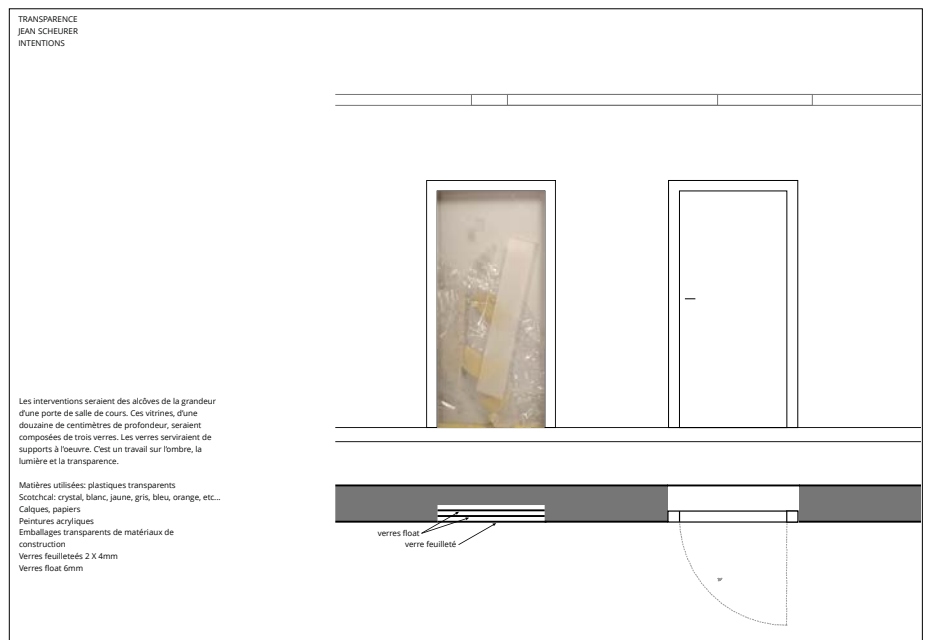 TRANSPARENCE
JEAN SCHEURER
INTENTIONS
Les interventions seraient des alcôves de la grandeur
d'une porte de salle de cours. Ces vitrines, d'une
douzaine de centimètres de profondeur, seraient
composées de trois verres. Les verres serviraient de
supports à l'oeuvre. C'est un travail sur l'ombre, la
lumière et la transparence.
Matières utilisées: plastiques transparents
Scotchcal: crystal, blanc, jaune, gris, bleu, orange, etc...
Calques, papiers
Peintures acryliques
Emballages transparents de matériaux de
construction
Verres feuilleteés 2 X 4mm
Verres float 6mm
verres float
verre feuilleté